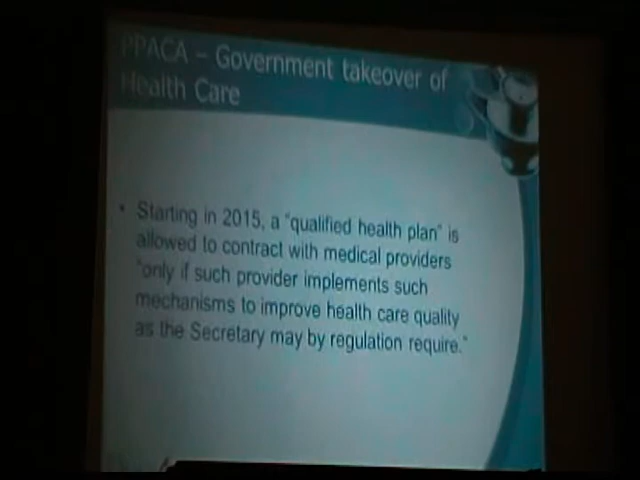 PPACA – Government takeover of
Health Care
• Starting in 2015, a "qualified health plan" is
allowed to contract with medical providers
"only if such provider implements such
mechanisms to improve health care quality
as the Secretary may by regulation require."